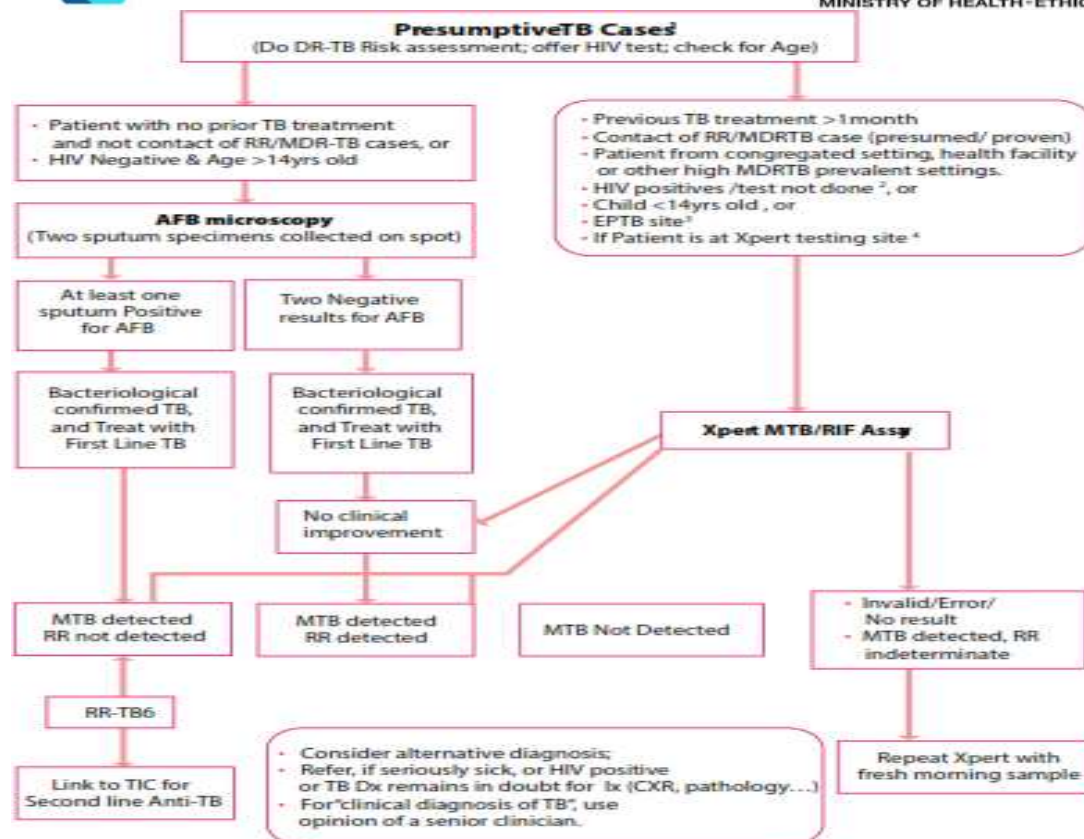 MINISTRY OF HEALTH-ETHIO
PresumptiveTB Cases¹
(Do DR-TB Risk assessment; offer HIV test; check for Age)
- Patient with no prior TB treatment
and not contact of RR/MDR-TB cases, or
- HIV Negative & Age >14yrs old
- Previous TB treatment >1month
- Contact of RR/MDRTB case (presumed/ proven)
- Patient from congregated setting, health facility
or other high MDRTB prevalent settings.
- HIV positives /test not done ², or
- Child <14yrs old , or
- EPTB site³
- If Patient is at Xpert testing site ⁴
AFB microscopy
(Two sputum specimens collected on spot)
At least one
sputum Positive
for AFB
Two Negative
results for AFB
Bacteriological
confirmed TB,
and Treat with
First Line TB
Bacteriological
confirmed TB,
and Treat with
First Line TB
Xpert MTB/RIF Assay
No clinical
improvement
MTB detected
RR not detected
MTB detected
RR detected
MTB Not Detected
- Invalid/Error/
No result
- MTB detected, RR
indeterminate
RR-TB6
Link to TIC for
Second line Anti-TB
- Consider alternative diagnosis;
- Refer, if seriously sick, or HIV positive
or TB Dx remains in doubt for Ix (CXR, pathology...)
- For"clinical diagnosis of TB", use
opinion of a senior clinician.
Repeat Xpert with
fresh morning sample